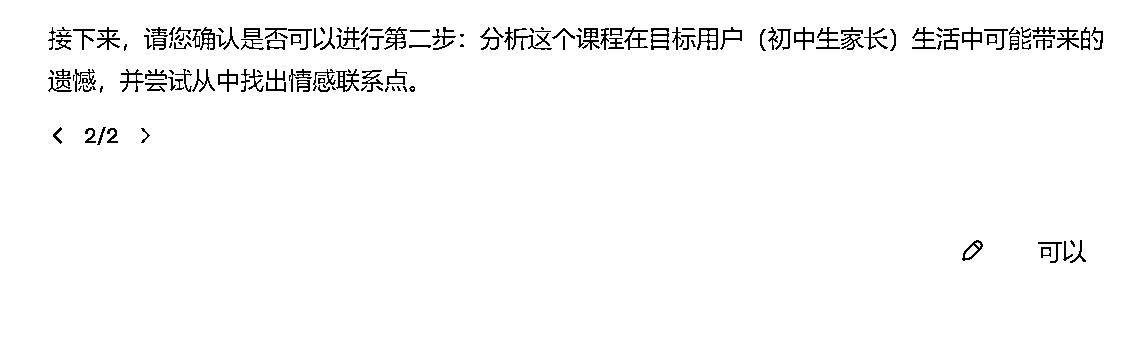 接下来，请您确认是否可以进行第二步：分析这个课程在目标用户（初中生家长）生活中可能带来的
遗憾，并尝试从中找出情感联系点。
2/2
可以